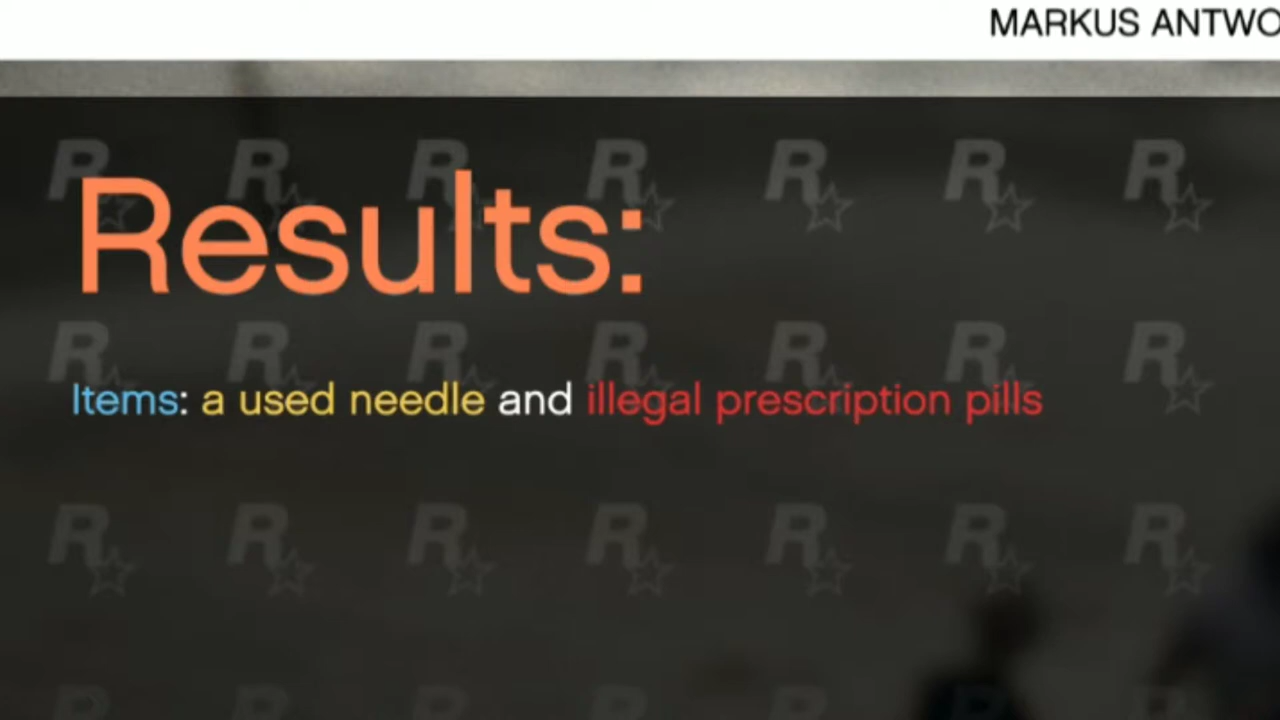 MARKUS ANTWO
Results:
Items: a used needle and illegal prescription pills